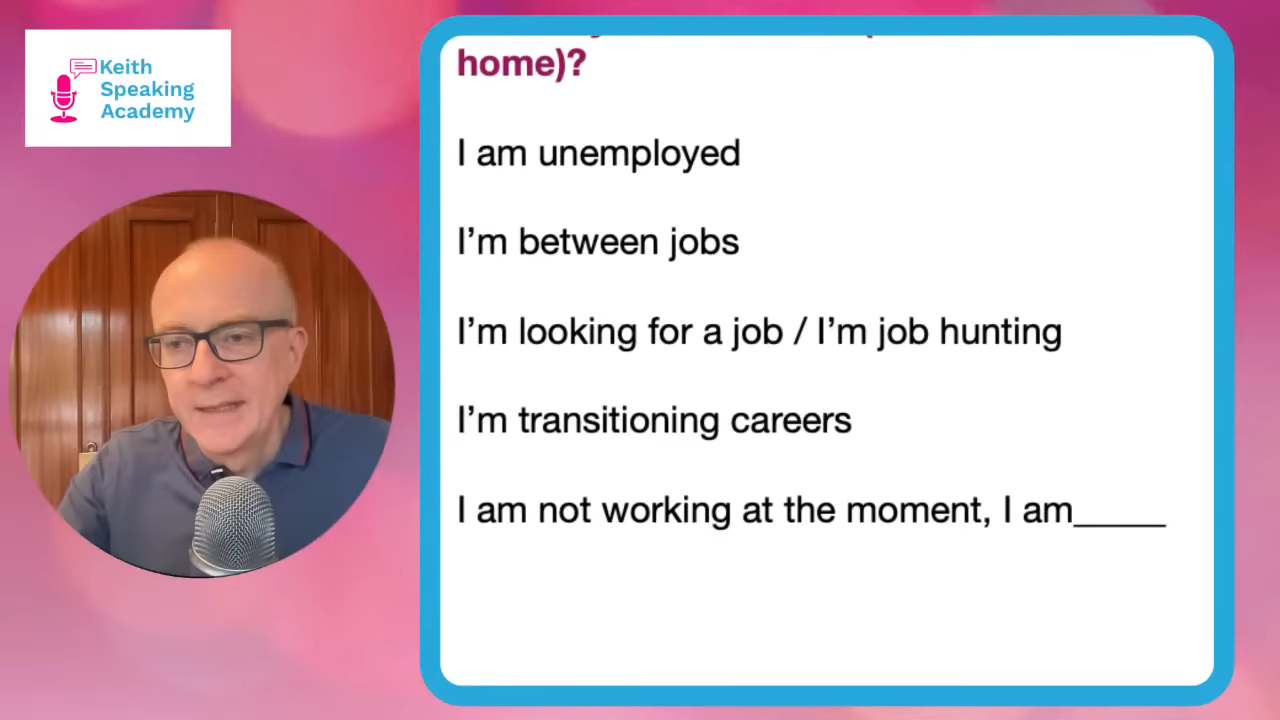 Keith
Speaking
Academy
home)?
I am unemployed
I'm between jobs
I'm looking for a job / I'm job hunting
I'm transitioning careers
I am not working at the moment, I am_____